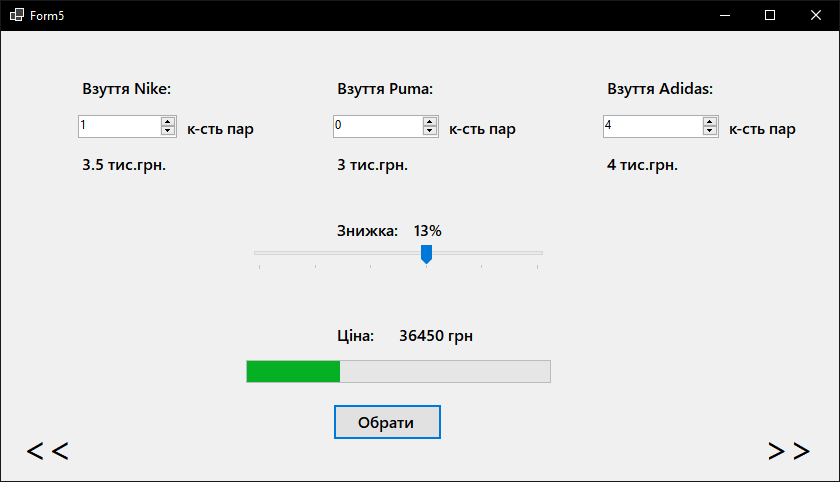 Form5
Взуття Nike: Взуття Puma: Взуття Adidas:
1 к-сть пар 0 к-сть пар 4 к-сть пар
3.5 тис.грн. 3 тис.грн. 4 тис.грн.
Знижка: 13%
Ціна: 36450 грн
Обрати
<< >>